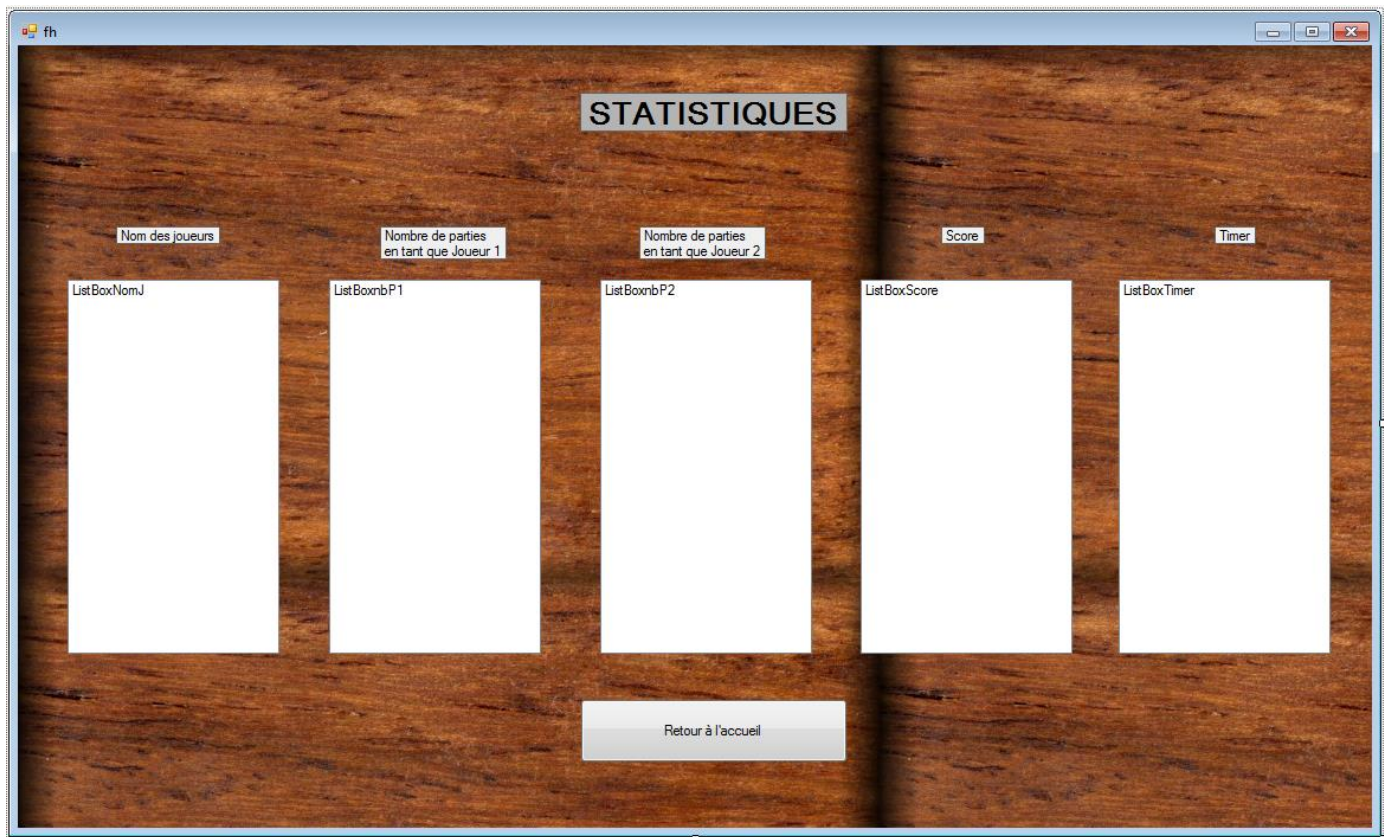 fh
STATISTIQUES
Nom des joueurs
Nombre de parties
en tant que Joueur 1
Nombre de parties
en tant que Joueur 2
Score
Timer
ListBoxNomJ
ListBoxnbP1
ListBoxnbP2
ListBoxScore
ListBoxTimer
Retour à l'accueil